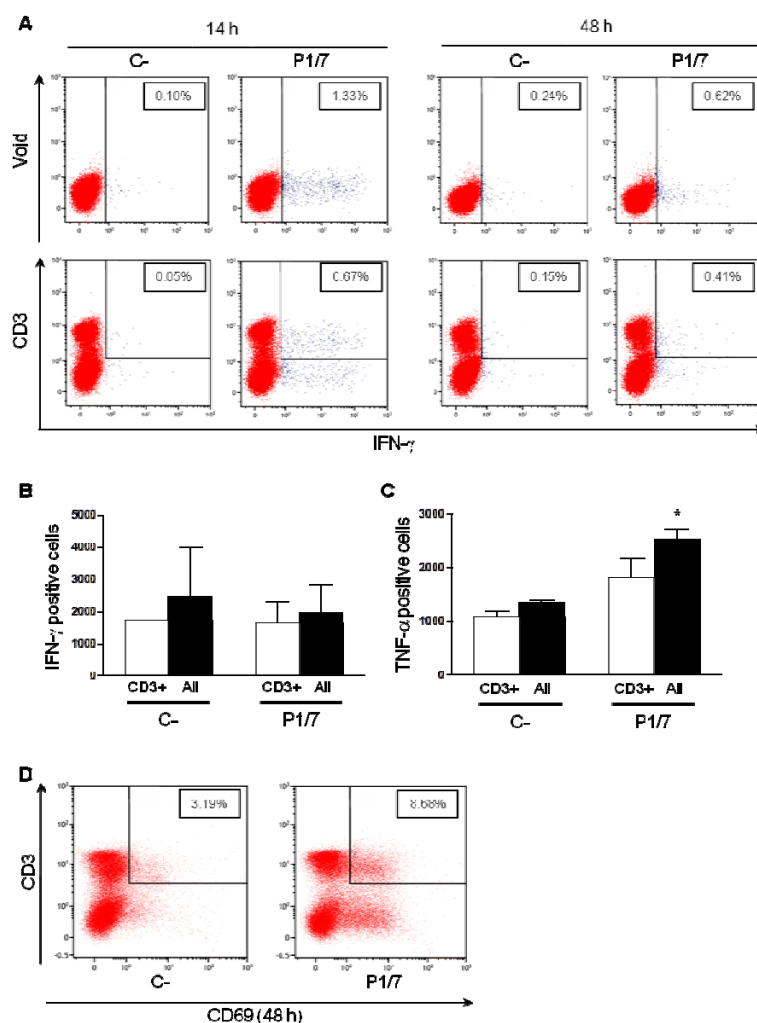 A
14 h
48 h
C-
P1/7
C-
P1/7
Void
0.10%
1.33%
0.24%
0.62%
CD3
0.05%
0.67%
0.15%
0.41%
IFN-γ
B
IFN-γ positive cells
5000
4000
3000
2000
1000
0
CD3+ All CD3+ All
C- P1/7
C
TNF-α positive cells
3000
2000
1000
0
*
CD3+ All CD3+ All
C- P1/7
D
CD3
3.19%
8.68%
C-
P1/7
CD69 (48 h)